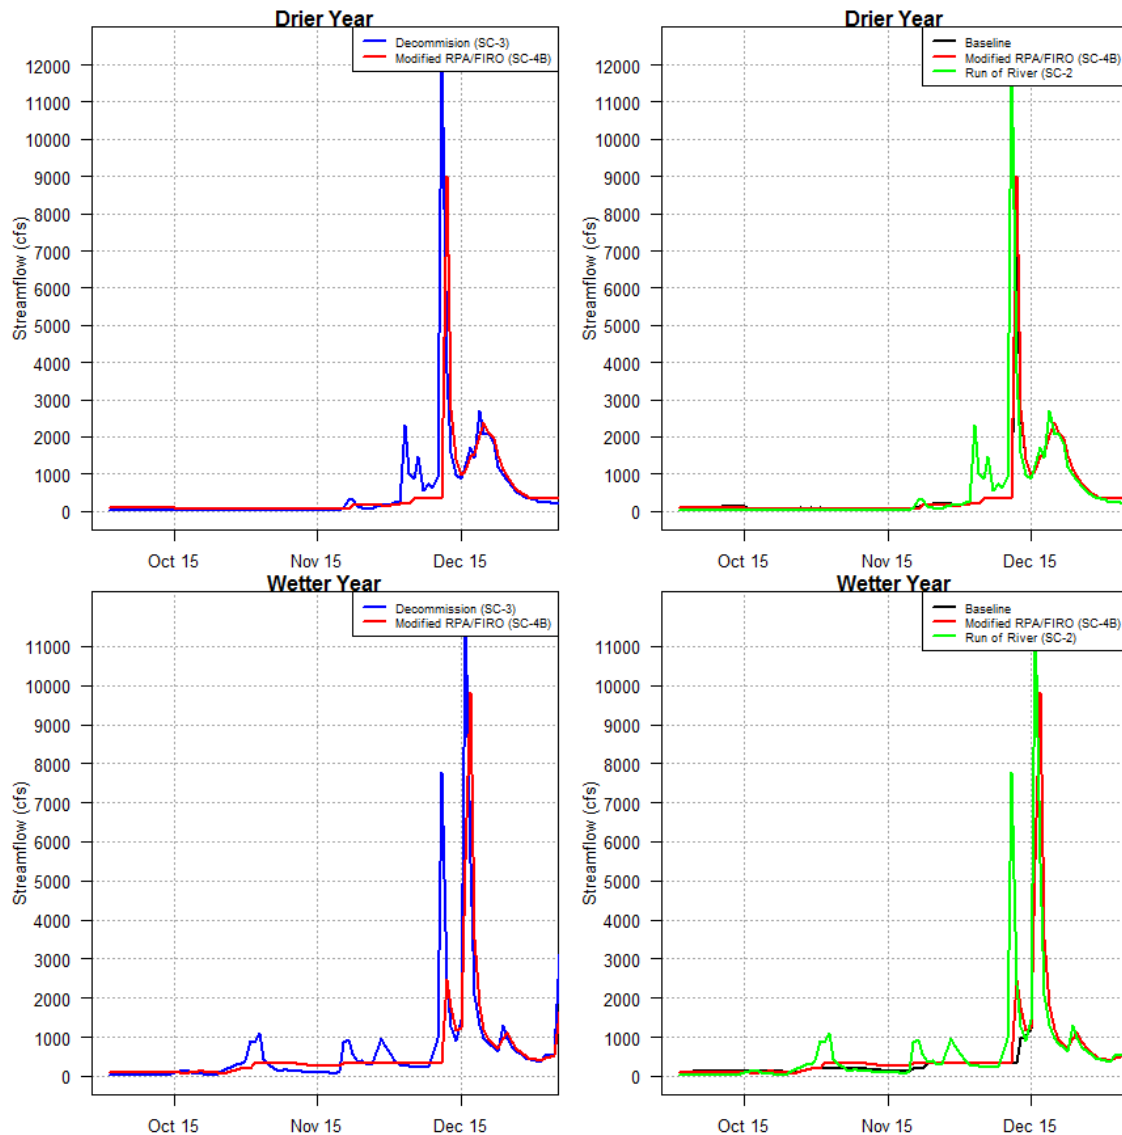 Drier Year
Decommision (SC-3)
Modified RPA/FIRO (SC-4B)
12000
11000
10000
9000
8000
7000
6000
5000
4000
3000
2000
1000
0
Streamflow (cfs)
Oct 15
Nov 15
Dec 15
Drier Year
Baseline
Modified RPA/FIRO (SC-4B)
Run of River (SC-2
12000
11000
10000
9000
8000
7000
6000
5000
4000
3000
2000
1000
0
Streamflow (cfs)
Oct 15
Nov 15
Dec 15
Wetter Year
Decommission (SC-3)
Modified RPA/FIRO (SC-4B)
11000
10000
9000
8000
7000
6000
5000
4000
3000
2000
1000
0
Streamflow (cfs)
Oct 15
Nov 15
Dec 15
Wetter Year
Baseline
Modified RPA/FIRO (SC-4B)
Run of River (SC-2)
11000
10000
9000
8000
7000
6000
5000
4000
3000
2000
1000
0
Streamflow (cfs)
Oct 15
Nov 15
Dec 15